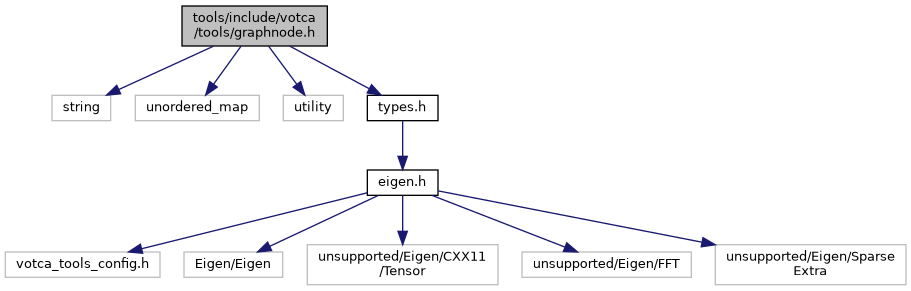 tools/include/votca
/tools/graphnode.h
string
unordered_map
utility
types.h
eigen.h
votca_tools_config.h
Eigen/Eigen
unsupported/Eigen/CXX11
/Tensor
unsupported/Eigen/FFT
unsupported/Eigen/Sparse
Extra